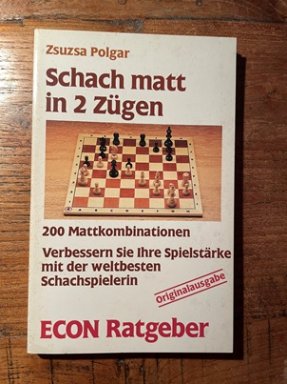 Zsuzsa Polgar
Schach matt
in 2 Zügen
200 Mattkombinationen
Verbessern Sie Ihre Spielstärke
mit der weltbesten
Schachspielerin
Originalausgabe
ECON Ratgeber